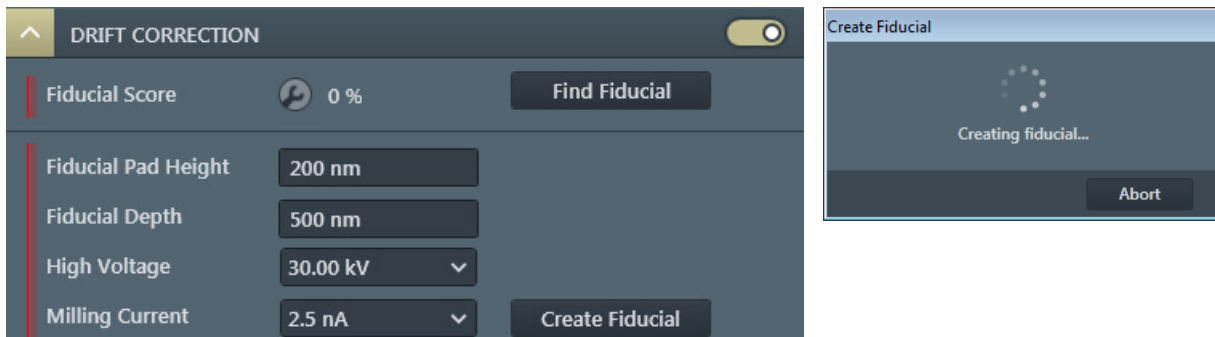 DRIFT CORRECTION
Fiducial Score 0 % Find Fiducial
Fiducial Pad Height 200 nm
Fiducial Depth 500 nm
High Voltage 30.00 kV
Milling Current 2.5 nA Create Fiducial
Create Fiducial
Creating fiducial...
Abort